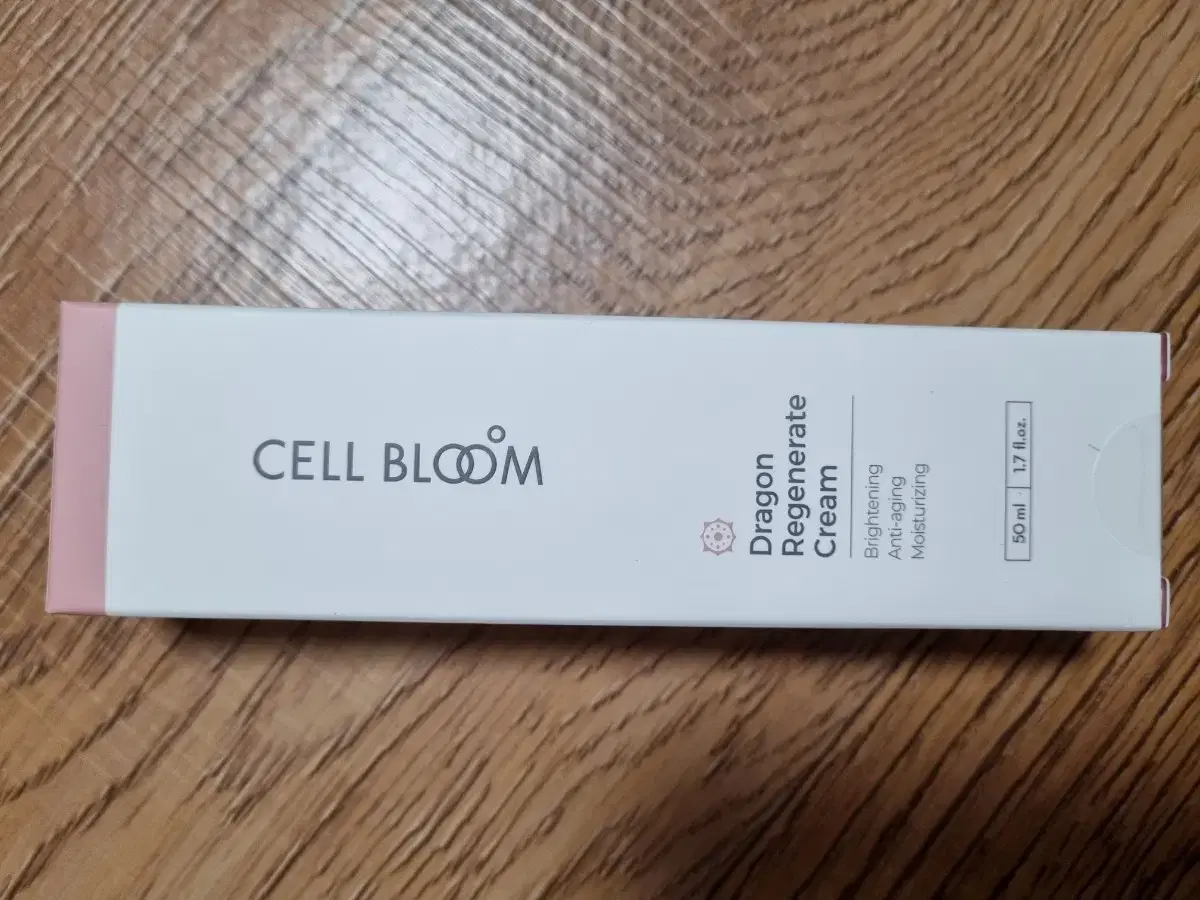 CELL BLOOM
Dragon
Regenerate
Cream
Brightening
Anti-aging
Moisturizing
50 ml | 1.7 fl.oz.